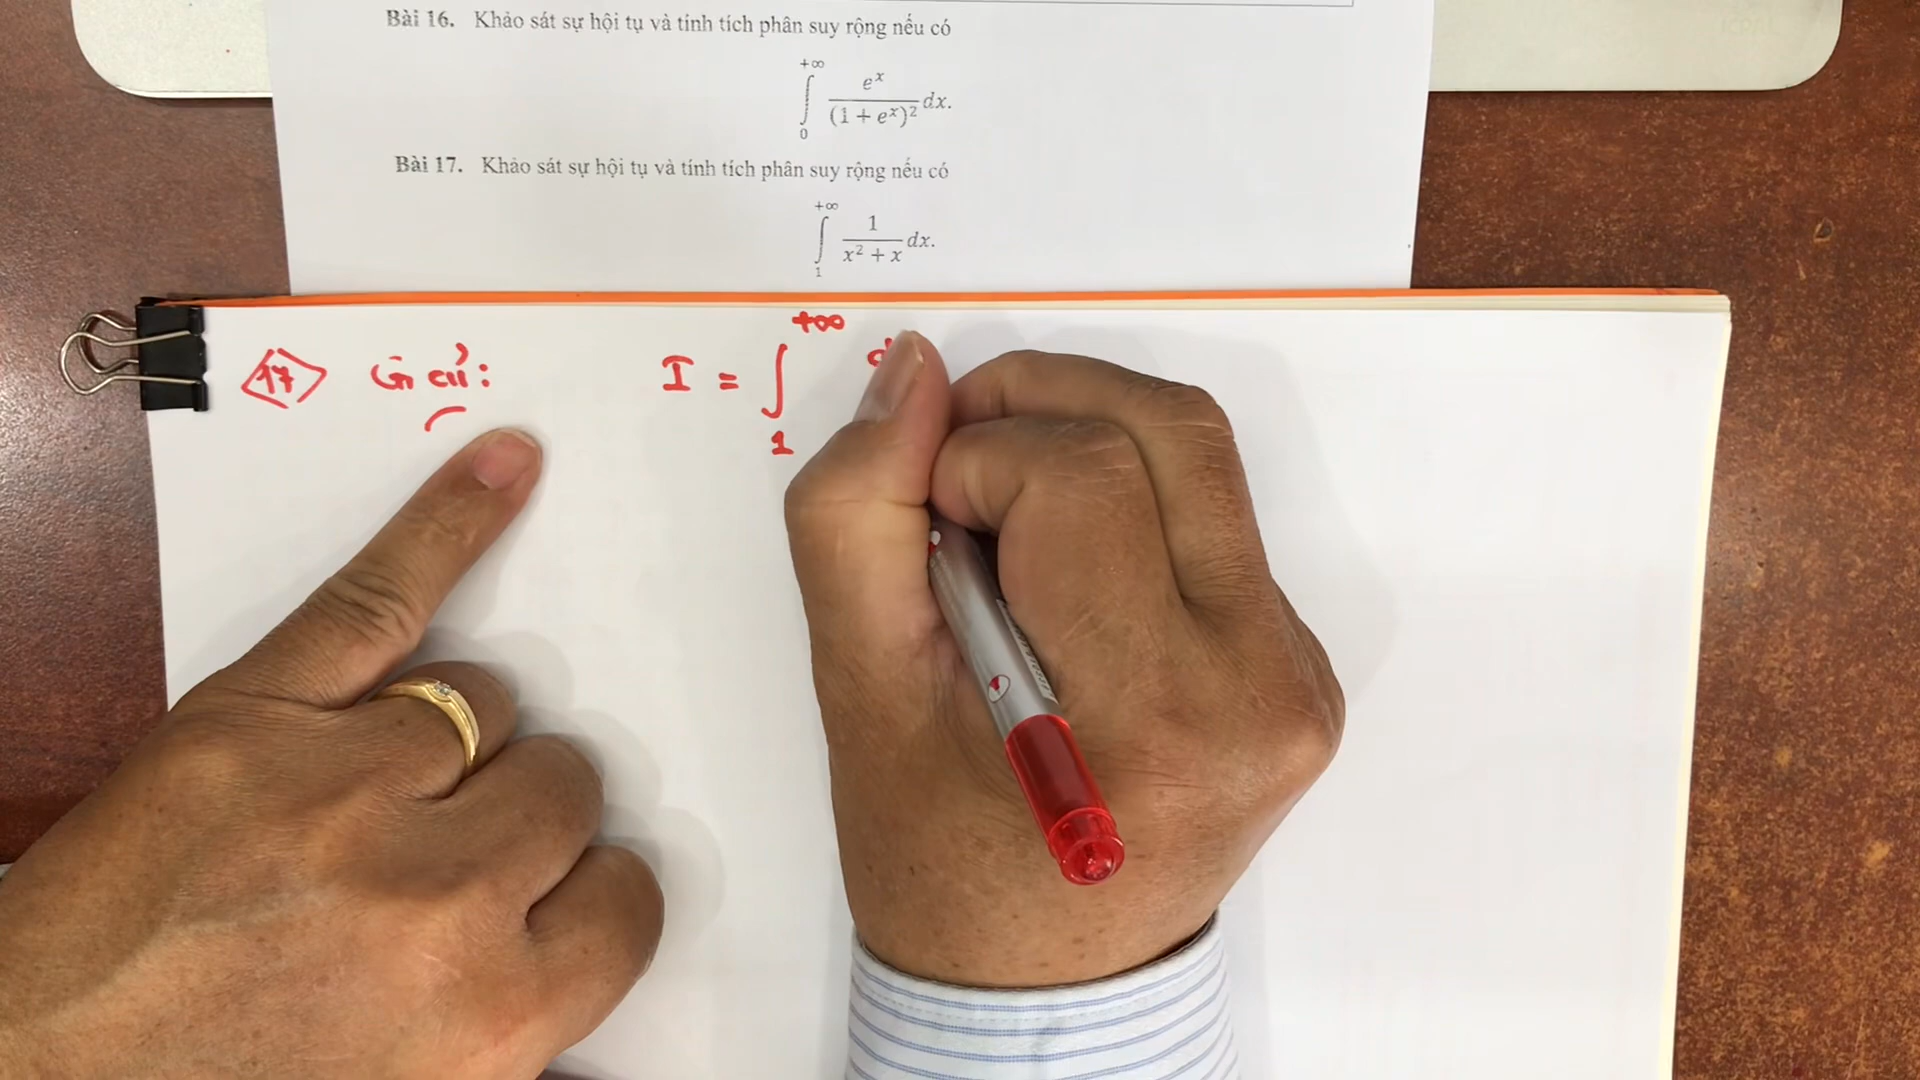 Bài 16. Khảo sát sự hội tụ và tính tích phân suy rộng nếu có
+∞
∫ e^x / (1 + e^x)^2 dx.
0
Bài 17. Khảo sát sự hội tụ và tính tích phân suy rộng nếu có
+∞
∫ 1 / (x^2 + x) dx.
1
+∞
17 Giải: I = ∫ d
1